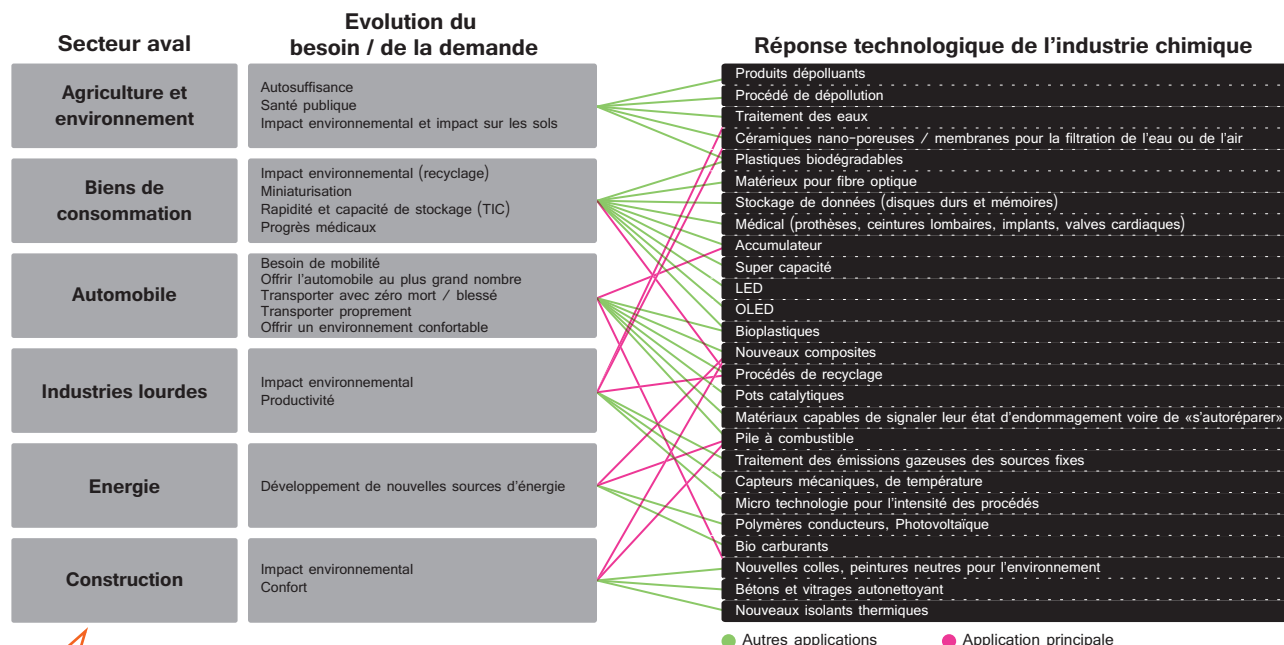 Secteur aval
Evolution du
besoin / de la demande
Réponse technologique de l'industrie chimique
Agriculture et
environnement
Autosuffisance
Santé publique
Impact environnemental et impact sur les sols
Biens de
consommation
Impact environnemental (recyclage)
Miniaturisation
Rapidité et capacité de stockage (TIC)
Progrès médicaux
Automobile
Besoin de mobilité
Offrir l'automobile au plus grand nombre
Transporter avec zéro mort / blessé
Transporter proprement
Offrir un environnement confortable
Industries lourdes
Impact environnemental
Productivité
Energie
Développement de nouvelles sources d'énergie
Construction
Impact environnemental
Confort
Produits dépolluants
Procédé de dépollution
Traitement des eaux
Céramiques nano-poreuses / membranes pour la filtration de l'eau ou de l'air
Plastiques biodégradables
Matérieux pour fibre optique
Stockage de données (disques durs et mémoires)
Médical (prothèses, ceintures lombaires, implants, valves cardiaques)
Accumulateur
Super capacité
LED
OLED
Bioplastiques
Nouveaux composites
Procédés de recyclage
Pots catalytiques
Matériaux capables de signaler leur état d'endommagement voire de «s'autoréparer»
Pile à combustible
Traitement des émissions gazeuses des sources fixes
Capteurs mécaniques, de température
Micro technologie pour l'intensité des procédés
Polymères conducteurs, Photovoltaïque
Bio carburants
Nouvelles colles, peintures neutres pour l'environnement
Bétons et vitrages autonettoyant
Nouveaux isolants thermiques
Autres applications
Application principale